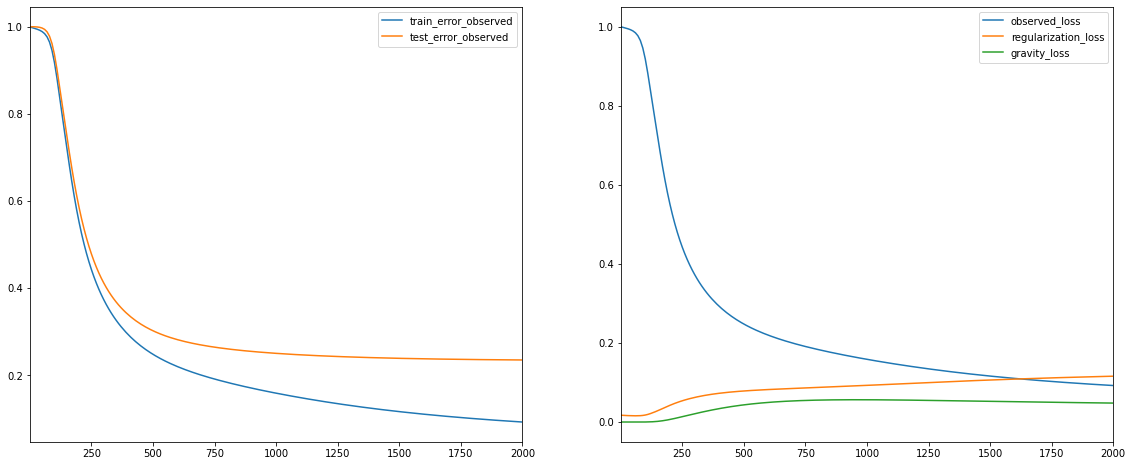 train_error_observed
test_error_observed
1.0
0.8
0.6
0.4
0.2
250 500 750 1000 1250 1500 1750 2000
observed_loss
regularization_loss
gravity_loss
1.0
0.8
0.6
0.4
0.2
0.0
250 500 750 1000 1250 1500 1750 2000